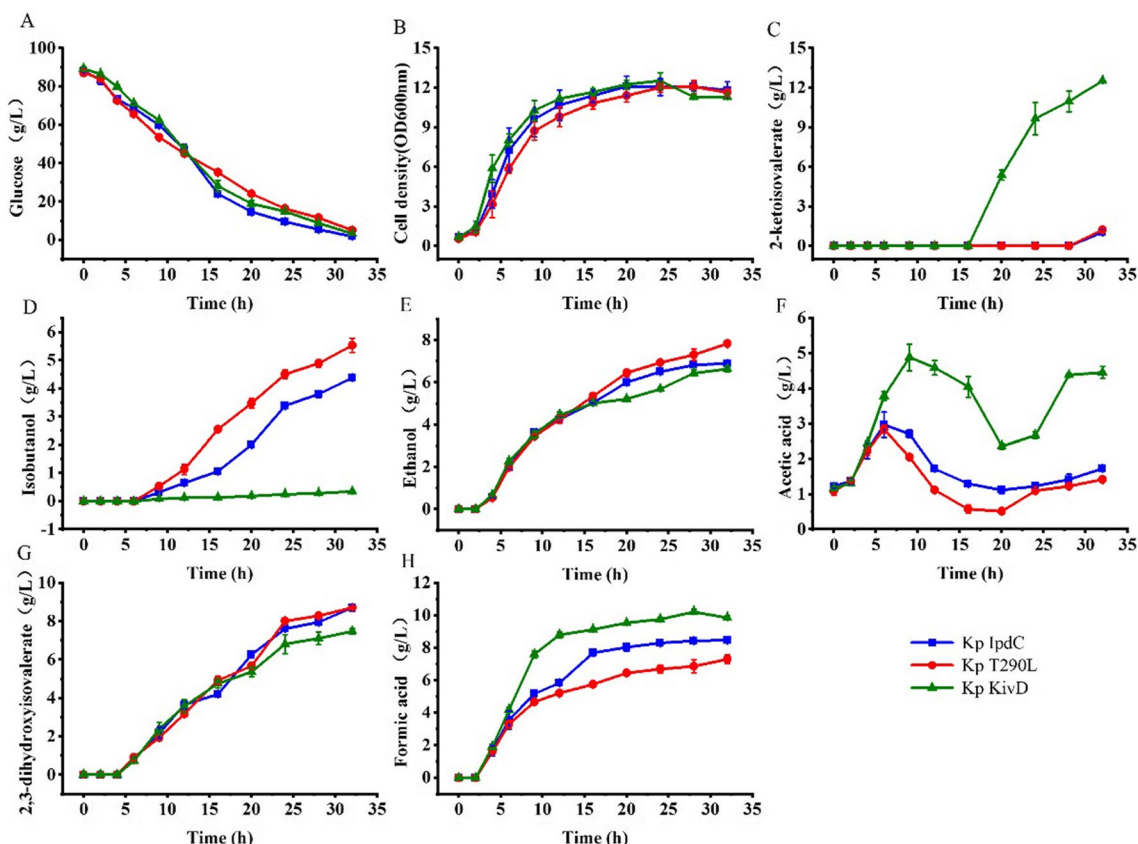 A
Glucose (g/L)
100
80
60
40
20
0
0 5 10 15 20 25 30 35
Time (h)
B
Cell density(OD600nm)
15
12
9
6
3
0
0 5 10 15 20 25 30 35
Time (h)
C
2-ketoisovalerate (g/L)
15
12
9
6
3
0
0 5 10 15 20 25 30 35
Time (h)
D
Isobutanol (g/L)
6
5
4
3
2
1
0
-1
0 5 10 15 20 25 30 35
Time (h)
E
Ethanol (g/L)
8
6
4
2
0
0 5 10 15 20 25 30 35
Time (h)
F
Acetic acid (g/L)
6
5
4
3
2
1
0
0 5 10 15 20 25 30 35
Time (h)
G
2,3-dihydroxyisovalerate (g/L)
10
8
6
4
2
0
0 5 10 15 20 25 30 35
Time (h)
H
Formic acid (g/L)
12
10
8
6
4
2
0
0 5 10 15 20 25 30 35
Time (h)
Kp IpdC
Kp T290L
Kp KivD